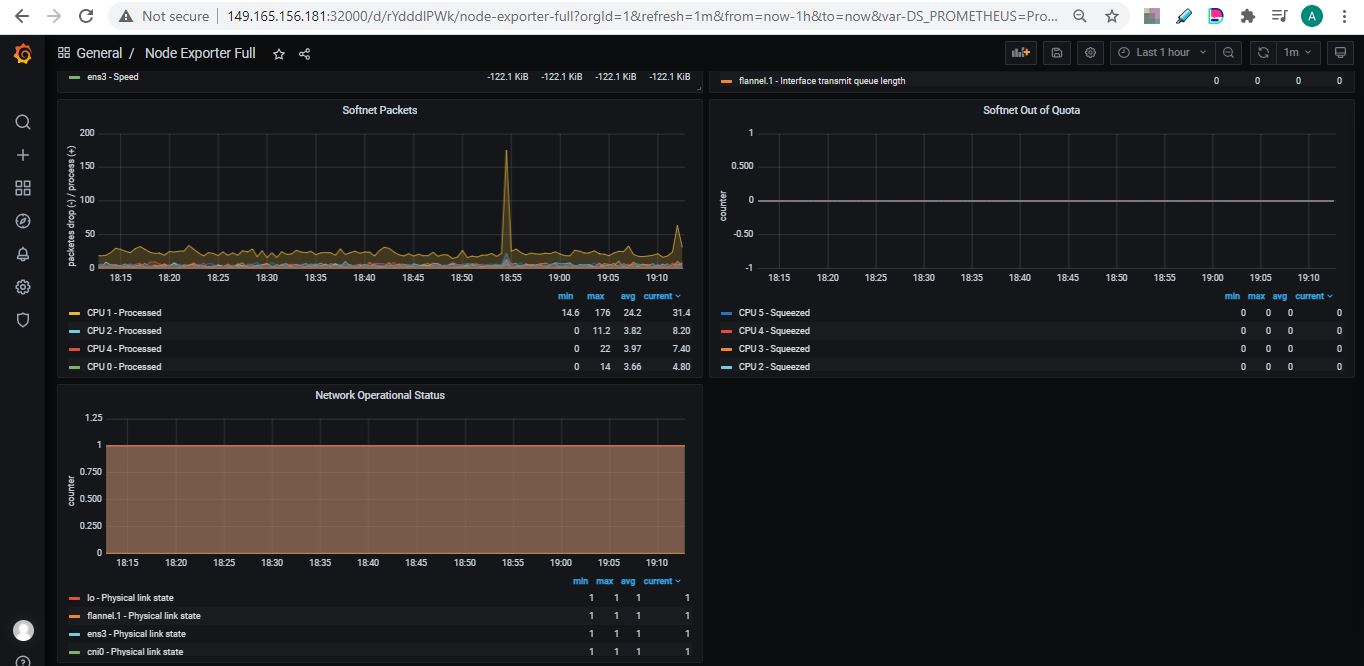 Not secure 149.165.156.181:32000/d/rYdddlPWk/node-exporter-full?orgId=1&refresh=1m&from=now-1h&to=now&var-DS_PROMETHEUS=Pro... A
General / Node Exporter Full Last 1 hour 1m
ens3 - Speed -122.1 KiB -122.1 KiB -122.1 KiB -122.1 KiB
flannel.1 - Interface transmit queue length 0 0 0 0
Softnet Packets
packetes drop (-) / process (+)
200
150
100
50
0
18:15 18:20 18:25 18:30 18:35 18:40 18:45 18:50 18:55 19:00 19:05 19:10
min max avg current
CPU 1 - Processed 14.6 176 24.2 31.4
CPU 2 - Processed 0 11.2 3.82 8.20
CPU 4 - Processed 0 22 3.97 7.40
CPU 0 - Processed 0 14 3.66 4.80
Softnet Out of Quota
counter
1
0.500
0
-0.50
-1
18:15 18:20 18:25 18:30 18:35 18:40 18:45 18:50 18:55 19:00 19:05 19:10
min max avg current
CPU 5 - Squeezed 0 0 0 0
CPU 4 - Squeezed 0 0 0 0
CPU 3 - Squeezed 0 0 0 0
CPU 2 - Squeezed 0 0 0 0
Network Operational Status
counter
1.25
1
0.750
0.500
0.250
0
18:15 18:20 18:25 18:30 18:35 18:40 18:45 18:50 18:55 19:00 19:05 19:10
min max avg current
lo - Physical link state 1 1 1 1
flannel.1 - Physical link state 1 1 1 1
ens3 - Physical link state 1 1 1 1
cni0 - Physical link state 1 1 1 1